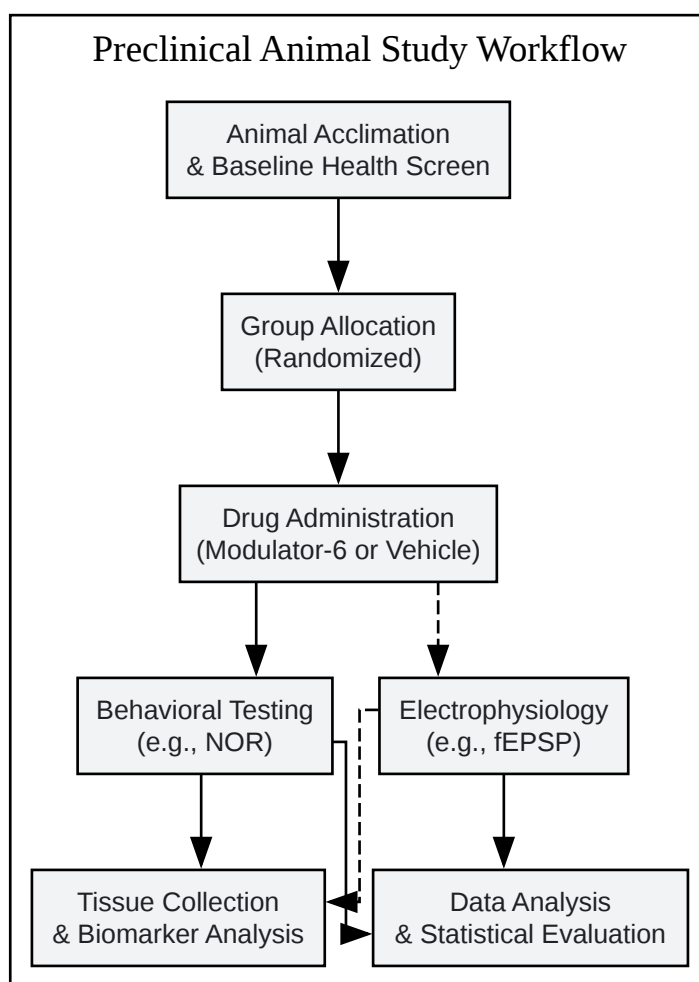 Preclinical Animal Study Workflow
Animal Acclimation
& Baseline Health Screen
Group Allocation
(Randomized)
Drug Administration
(Modulator-6 or Vehicle)
Behavioral Testing
(e.g., NOR)
Electrophysiology
(e.g., fEPSP)
Tissue Collection
& Biomarker Analysis
Data Analysis
& Statistical Evaluation